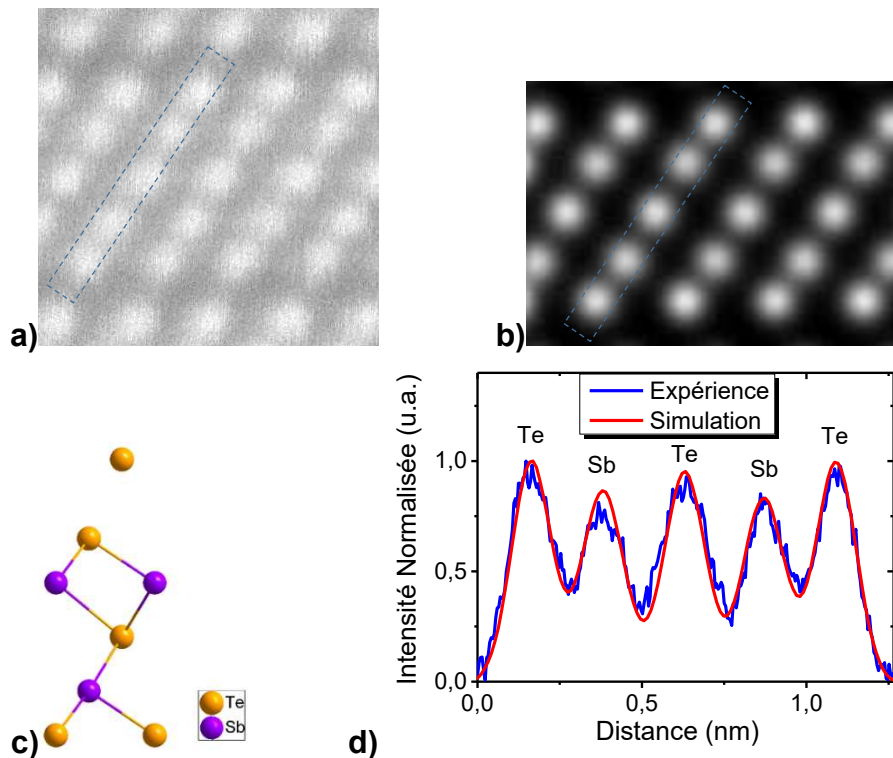 a)
b)
c)
Te
Sb
d)
Intensité Normalisée (u.a.)
1,0
0,5
0,0
Expérience
Simulation
Te
Sb
Te
Sb
Te
0,0
0,5
1,0
Distance (nm)